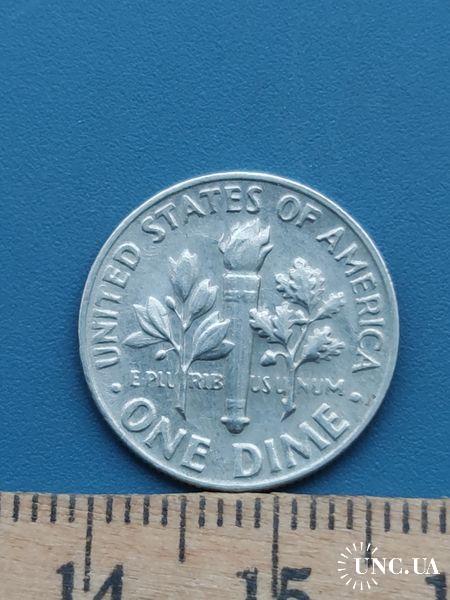 UNITED STATES OF AMERICA
E PLURIBUS UNUM
ONE DIME
14 15
UNC.UA